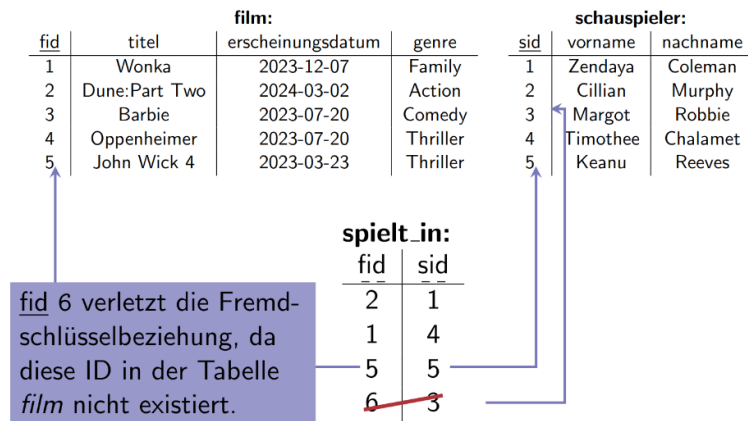 film:
fid titel erscheinungsdatum genre
1 Wonka 2023-12-07 Family
2 Dune:Part Two 2024-03-02 Action
3 Barbie 2023-07-20 Comedy
4 Oppenheimer 2023-07-20 Thriller
5 John Wick 4 2023-03-23 Thriller
schauspieler:
sid vorname nachname
1 Zendaya Coleman
2 Cillian Murphy
3 Margot Robbie
4 Timothee Chalamet
5 Keanu Reeves
spielt_in:
fid sid
2 1
1 4
5 5
6 3
fid 6 verletzt die Fremd-
schlüsselbeziehung, da
diese ID in der Tabelle
film nicht existiert.